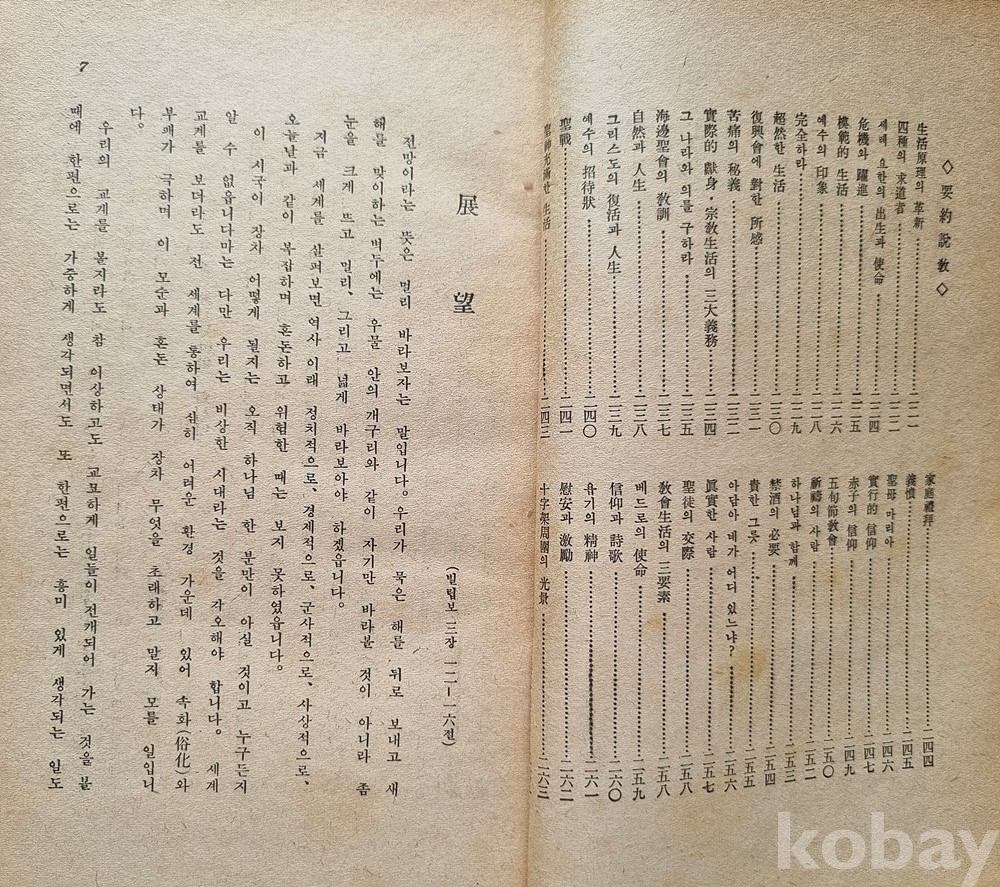 ◇要約說教◇
生活原理의 革新……二二一
四種의 求道者……二二二
세례 요한의 出生과 使命……二二四
危機와 躍進……二二五
模範的 生活……二二六
예수의 印象……二二八
完全하라……二二九
超然한 生活……二三〇
復興會에 對한 所感……二三一
苦痛의 秘義……二三二
實際的 獻身・宗敎生活의 三大義務……二三四
그 나라와 의를 구하라……二三五
海邊聖會의 敎訓……二三七
自然과 人生……二三八
그리스도의 復活과 人生……二三九
예수의 招待狀……二四〇
聖戰……二四一
聖神充滿한 生活……二四三
家庭禮拜……二四四
義憤……二四五
聖母 마리아……二四六
實行的 信仰……二四七
赤子의 信仰……二四九
五旬節敎會……二五〇
祈禱의 사람……二五二
하나님과 함께……二五三
禁酒의 必要……二五四
貴한 그릇……二五五
아담아 네가 어디 있느냐?……二五六
眞實한 사람……二五七
聖徒의 交際……二五八
敎會生活의 三要素……二五八
베드로의 使命……二五九
信仰과 詩歌……二六〇
욥기의 精神……二六一
慰安과 激勵……二六二
十字架周圍의 光景……二六三
展望
(빌립보 三장 一二―一六절)
전망이라는 뜻은 멀리 바라보자는 말입니다。우리가 묵은 해를 뒤로 보내고 새
해를 맞이하는 벽두에는 우물 안의 개구리와 같이 자기만 바라볼 것이 아니라 좀
눈을 크게 뜨고 멀리、그리고 넓게 바라보아야 하겠읍니다。
지금 세계를 살펴보면 역사 이래 정치적으로、경제적으로、군사적으로、사상적으로、
오늘날과 같이 복잡하며 혼돈하고 위험한 때는 보지 못하였읍니다。
이 시국이 장차 어떻게 될지는 오직 하나님 한 분만이 아실 것이고 누구든지
알 수 없읍니다마는 다만 우리는 비상한 시대라는 것을 각오해야 합니다。세계
교계를 보더라도 전 세계를 통하여 심히 어려운 환경 가운데 있어 속화(俗化)와
부패가 극하며 이 모순과 혼돈 상태가 장차 무엇을 초래하고 말지 모를 일입니
다。
우리의 교계를 볼지라도 참 이상하고도 교묘하게 일들이 전개되어 가는 것을 볼
때에 한편으로는 가증하게 생각되면서도 또 한편으로는 흥미 있게 생각되는 일도
7
kobay